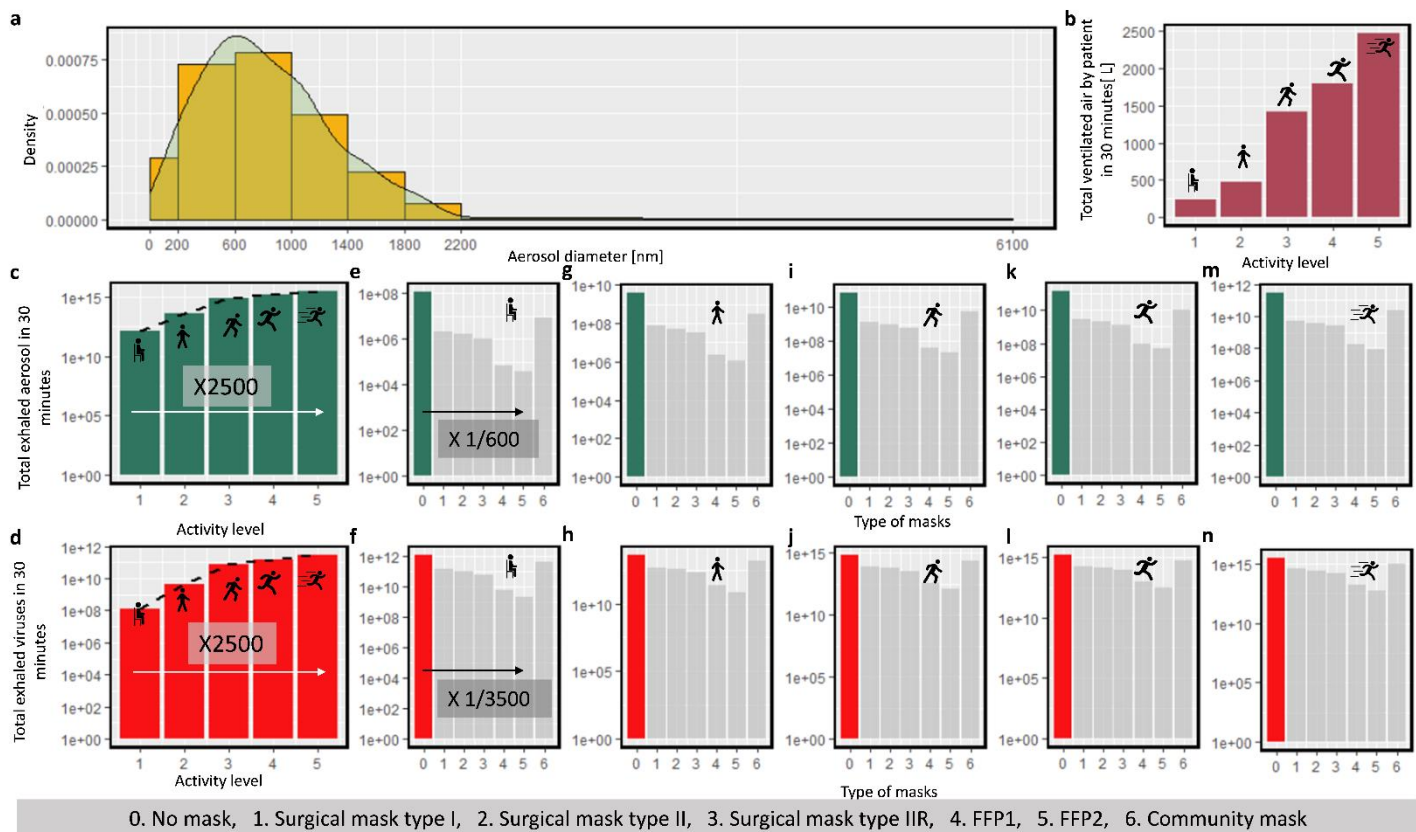 a
0.00075
0.00050
0.00025
0.00000
Density
0 200 600 1000 1400 1800 2200 6100
Aerosol diameter [nm]
b
Total ventilated air by patient
in 30 minutes[ L]
2500
2000
1500
1000
500
0
1 2 3 4 5
Activity level
c
Total exhaled aerosol in 30
minutes
1e+15
1e+10
1e+05
1e+00
X2500
1 2 3 4 5
Activity level
e
1e+08
1e+06
1e+04
1e+02
1e+00
X 1/600
0 1 2 3 4 5 6
g
1e+10
1e+08
1e+06
1e+04
1e+02
1e+00
0 1 2 3 4 5 6
i
1e+10
1e+08
1e+06
1e+04
1e+02
1e+00
0 1 2 3 4 5 6
k
1e+10
1e+08
1e+06
1e+04
1e+02
1e+00
0 1 2 3 4 5 6
m
1e+12
1e+10
1e+08
1e+06
1e+04
1e+02
1e+00
0 1 2 3 4 5 6
Type of masks
d
Total exhaled viruses in 30
minutes
1e+12
1e+10
1e+08
1e+06
1e+04
1e+02
1e+00
X2500
1 2 3 4 5
Activity level
f
1e+12
1e+10
1e+08
1e+06
1e+04
1e+02
1e+00
X 1/3500
0 1 2 3 4 5 6
h
1e+10
1e+05
1e+00
0 1 2 3 4 5 6
j
1e+15
1e+10
1e+05
1e+00
0 1 2 3 4 5 6
l
1e+15
1e+10
1e+05
1e+00
0 1 2 3 4 5 6
n
1e+15
1e+10
1e+05
1e+00
0 1 2 3 4 5 6
Type of masks
0. No mask, 1. Surgical mask type I, 2. Surgical mask type II, 3. Surgical mask type IIR, 4. FFP1, 5. FFP2, 6. Community mask